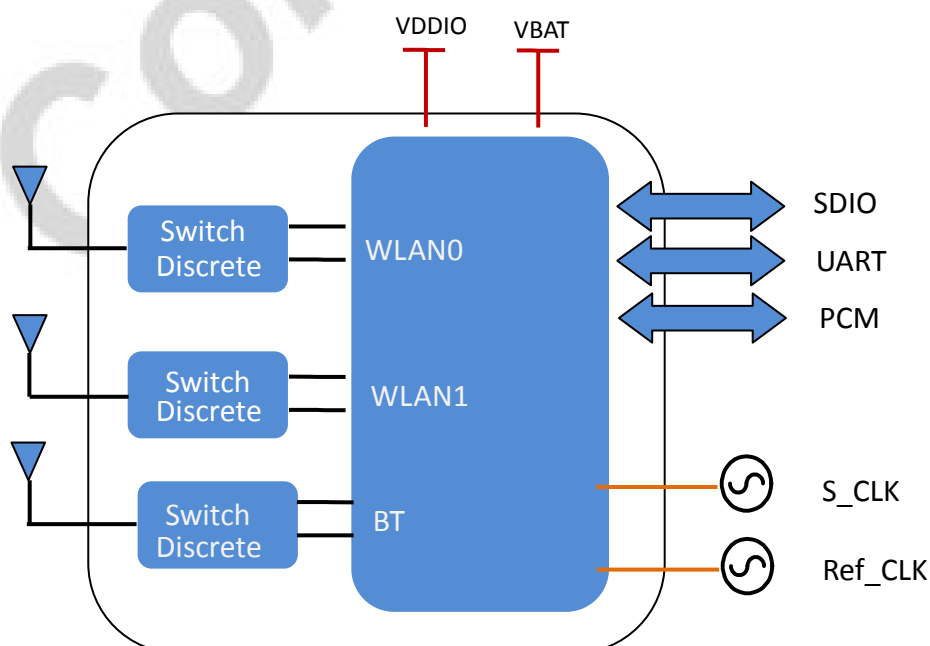 VDDIO
VBAT
Switch
Discrete
WLAN0
SDIO
UART
PCM
Switch
Discrete
WLAN1
Switch
Discrete
BT
S_CLK
Ref_CLK